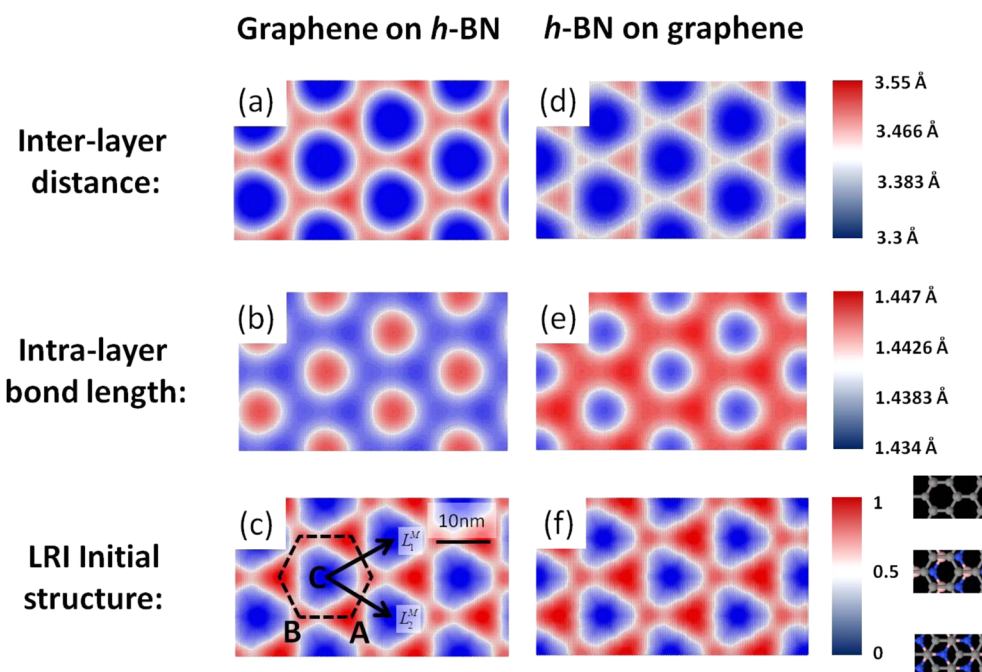 Graphene on h-BN
h-BN on graphene
Inter-layer
distance:
(a)
(d)
3.55 Å
3.466 Å
3.383 Å
3.3 Å
Intra-layer
bond length:
(b)
(e)
1.447 Å
1.4426 Å
1.4383 Å
1.434 Å
LRI Initial
structure:
(c)
10nm
L₁ᴹ
C
L₂ᴹ
B
A
(f)
1
0.5
0